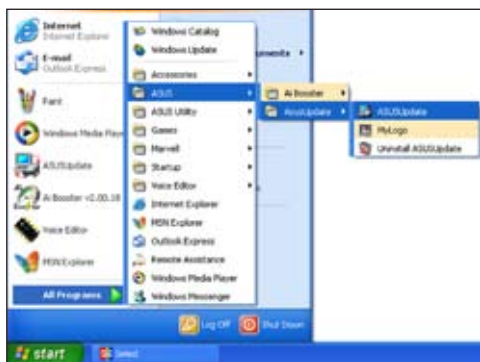 Internet
Internet Explorer
E-mail
Outlook Express
Paint
Windows Media Play
ASUSUpdate
Ai Booster v2.00.18
Voice Editor
MSN Explorer
All Programs
Windows Catalog
Windows Update
Accessories
ASUS
ASUS Utility
Games
Marvell
Startup
Voice Editor
Internet Explorer
MSN Explorer
Outlook Express
Remote Assistance
Windows Media Player
Windows Messenger
ocuments
Ai Booster
AsusUpdate
ASUSUpdate
MyLogo
Uninstall ASUSUpdate
Log Off
Shut Down
start